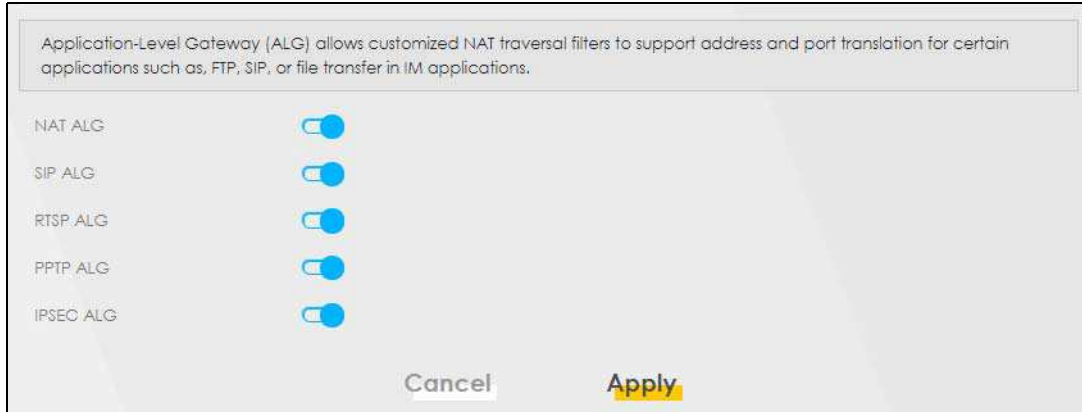 Application-Level Gateway (ALG) allows customized NAT traversal filters to support address and port translation for certain
applications such as, FTP, SIP, or file transfer in IM applications.
NAT ALG
SIP ALG
RTSP ALG
PPTP ALG
IPSEC ALG
Cancel Apply